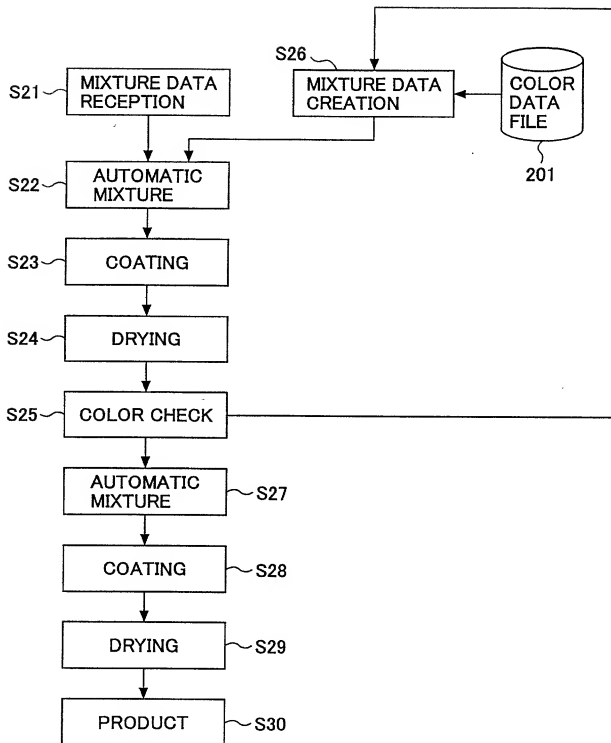 S26
MIXTURE DATA
CREATION
COLOR
DATA
FILE
201
S21
MIXTURE DATA
RECEPTION
S22
AUTOMATIC
MIXTURE
S23
COATING
S24
DRYING
S25
COLOR CHECK
AUTOMATIC
MIXTURE
S27
COATING
S28
DRYING
S29
PRODUCT
S30